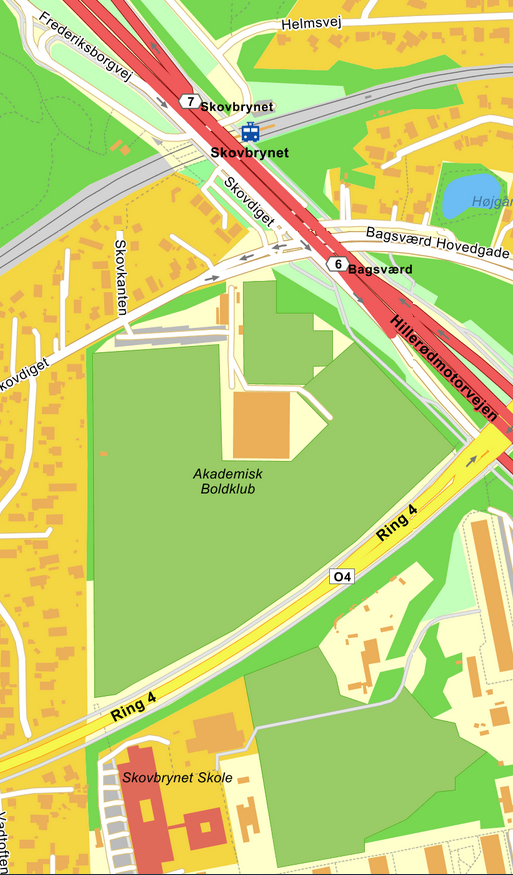 Helmsvej
Frederiksborgvej
7
Skovbrynet
Skovbrynet
Skovdiget
Bagsværd Hovedgade
Skovkanten
6
Bagsværd
Hillerødmotorvejen
kovdiget
Akademisk
Boldklub
Ring 4
O4
Ring 4
Skovbrynet Skole
Vadtoften